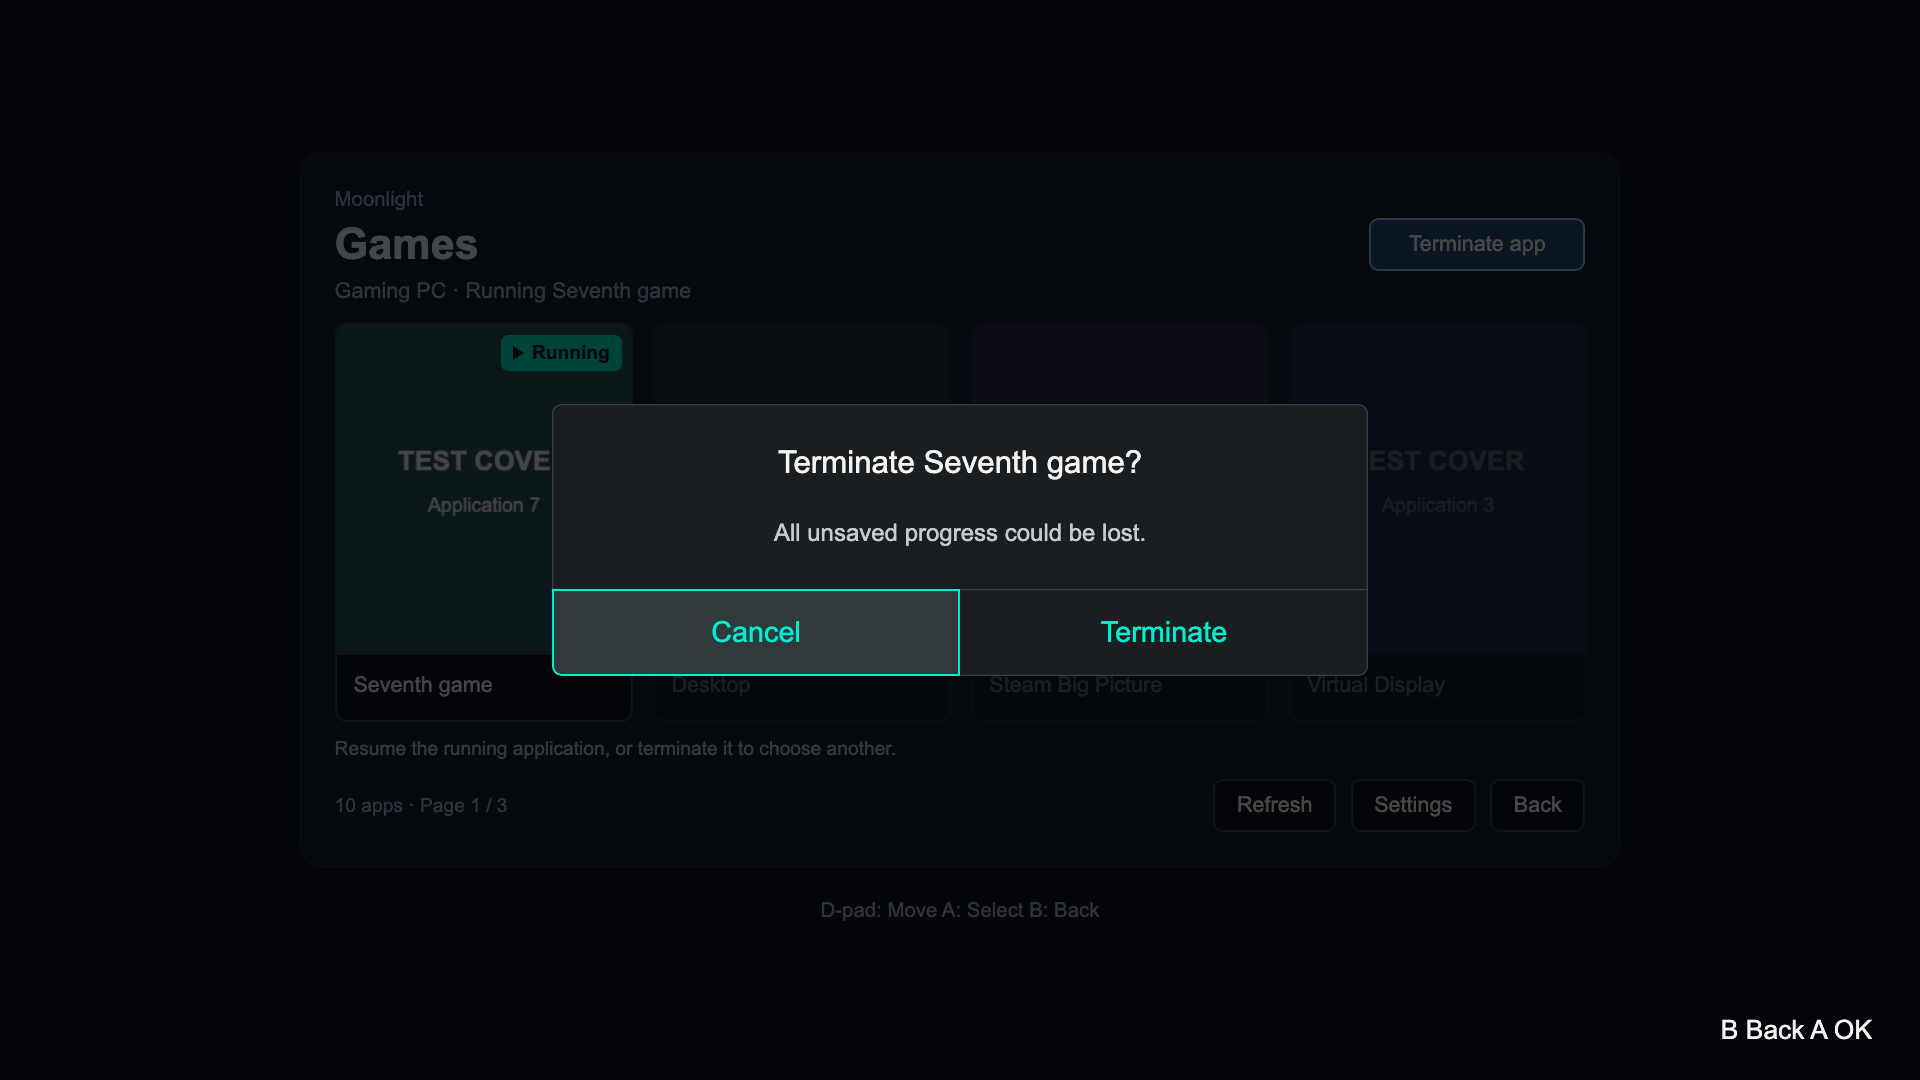 Moonlight
Games
Terminate app
Gaming PC · Running Seventh game
Running
TEST COVE
Application 7
EST COVER
Application 3
Terminate Seventh game?
All unsaved progress could be lost.
Cancel
Terminate
Seventh game
Desktop
Steam Big Picture
Virtual Display
Resume the running application, or terminate it to choose another.
10 apps · Page 1 / 3
Refresh
Settings
Back
D-pad: Move A: Select B: Back
B Back A OK